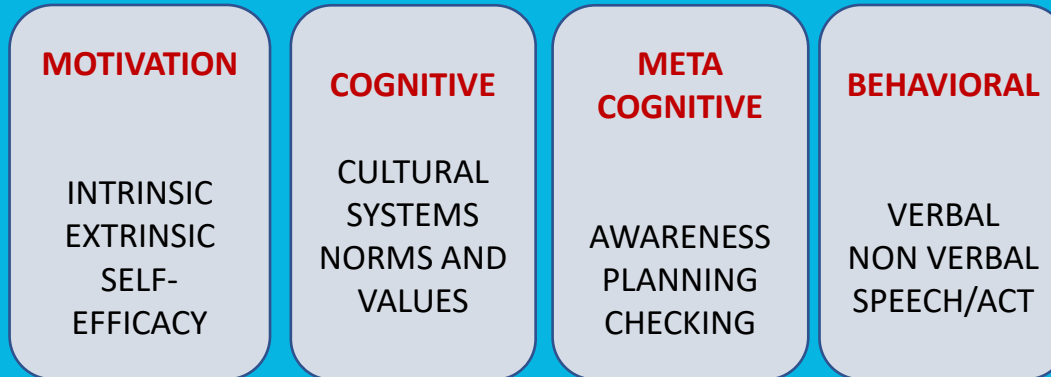 MOTIVATION
INTRINSIC
EXTRINSIC
SELF-
EFFICACY
COGNITIVE
CULTURAL
SYSTEMS
NORMS AND
VALUES
META
COGNITIVE
AWARENESS
PLANNING
CHECKING
BEHAVIORAL
VERBAL
NON VERBAL
SPEECH/ACT